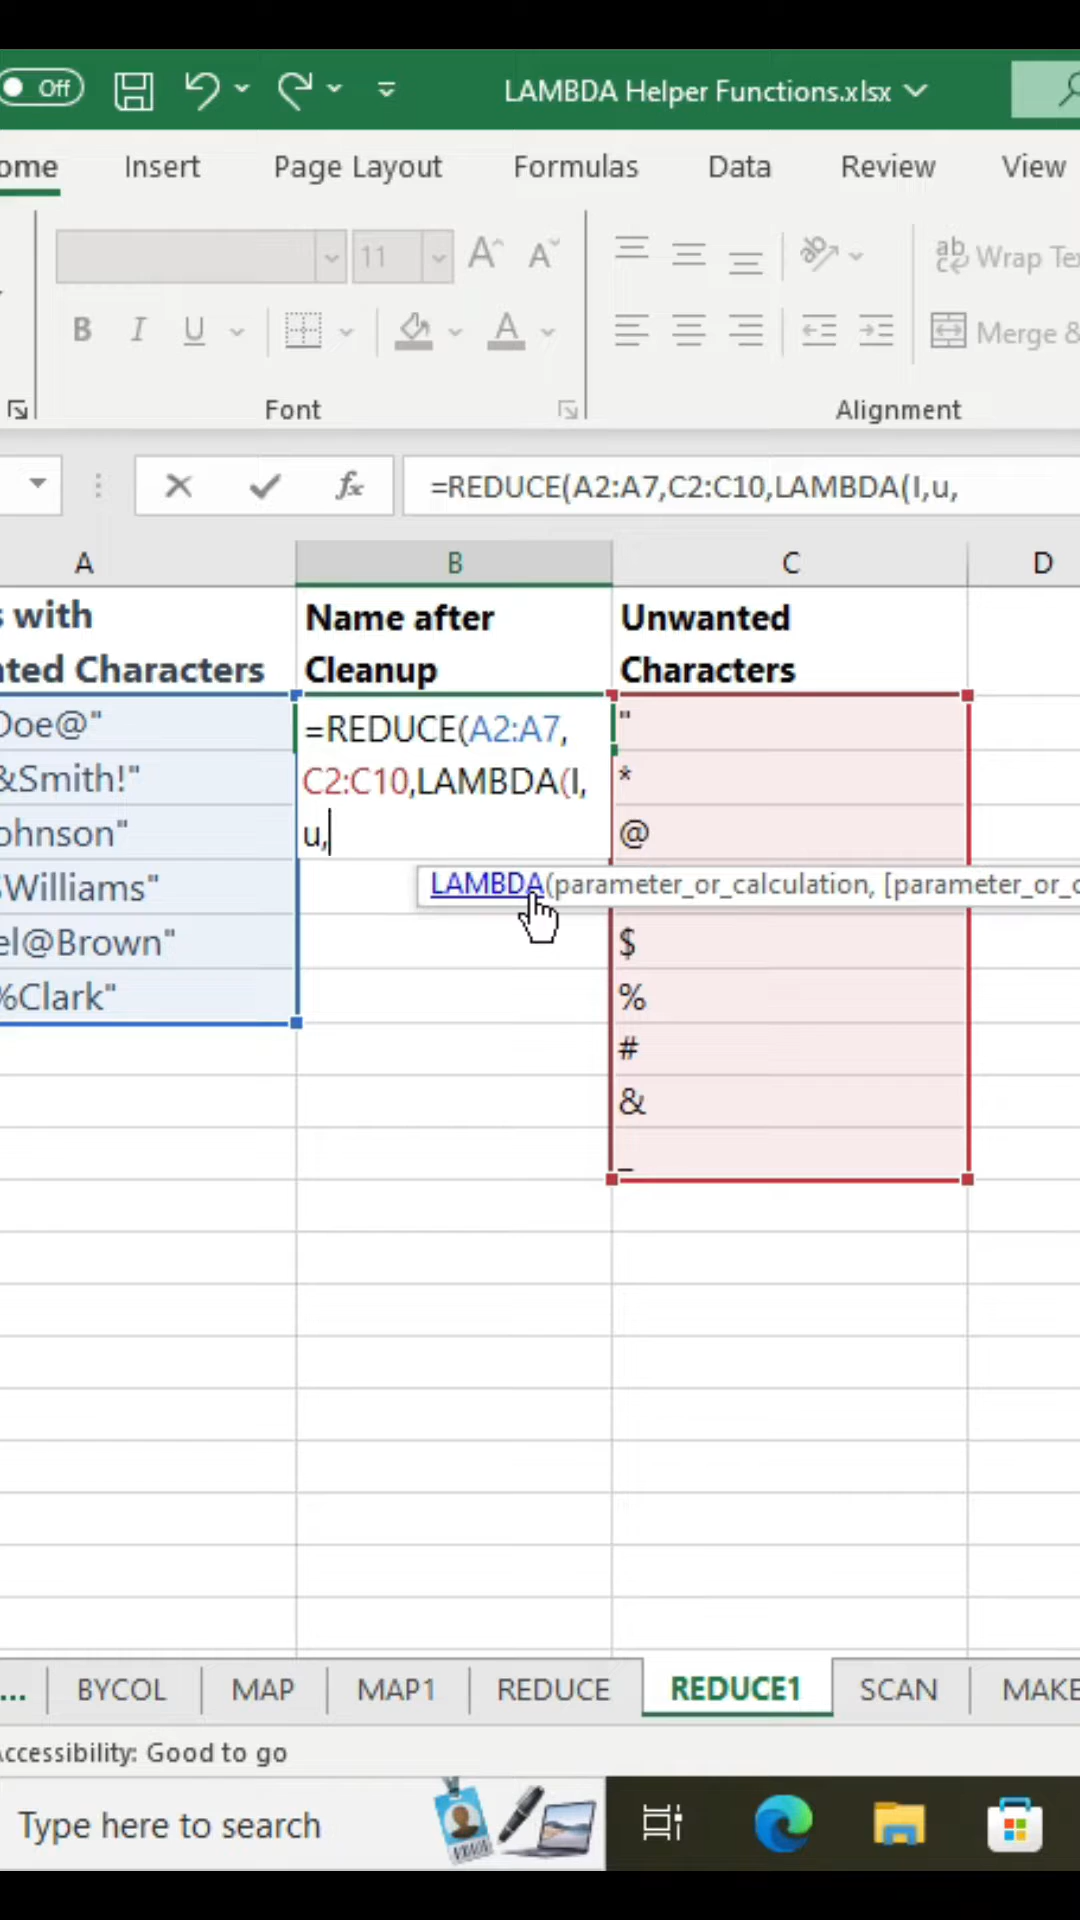 Off
LAMBDA Helper Functions.xlsx
ome Insert Page Layout Formulas Data Review View
11 A A ab Wrap Te
B I U A Merge &
Font Alignment
fx =REDUCE(A2:A7,C2:C10,LAMBDA(I,u,
A B C D
s with
nted Characters
Name after
Cleanup
Unwanted
Characters
Doe@"
&Smith!"
ohnson"
$Williams"
el@Brown"
%Clark"
=REDUCE(A2:A7,
C2:C10,LAMBDA(I,
u,
LAMBDA(parameter_or_calculation, [parameter_or_c
"
*
@
$
%
#
&
_
... BYCOL MAP MAP1 REDUCE REDUCE1 SCAN MAKE
Accessibility: Good to go
Type here to search